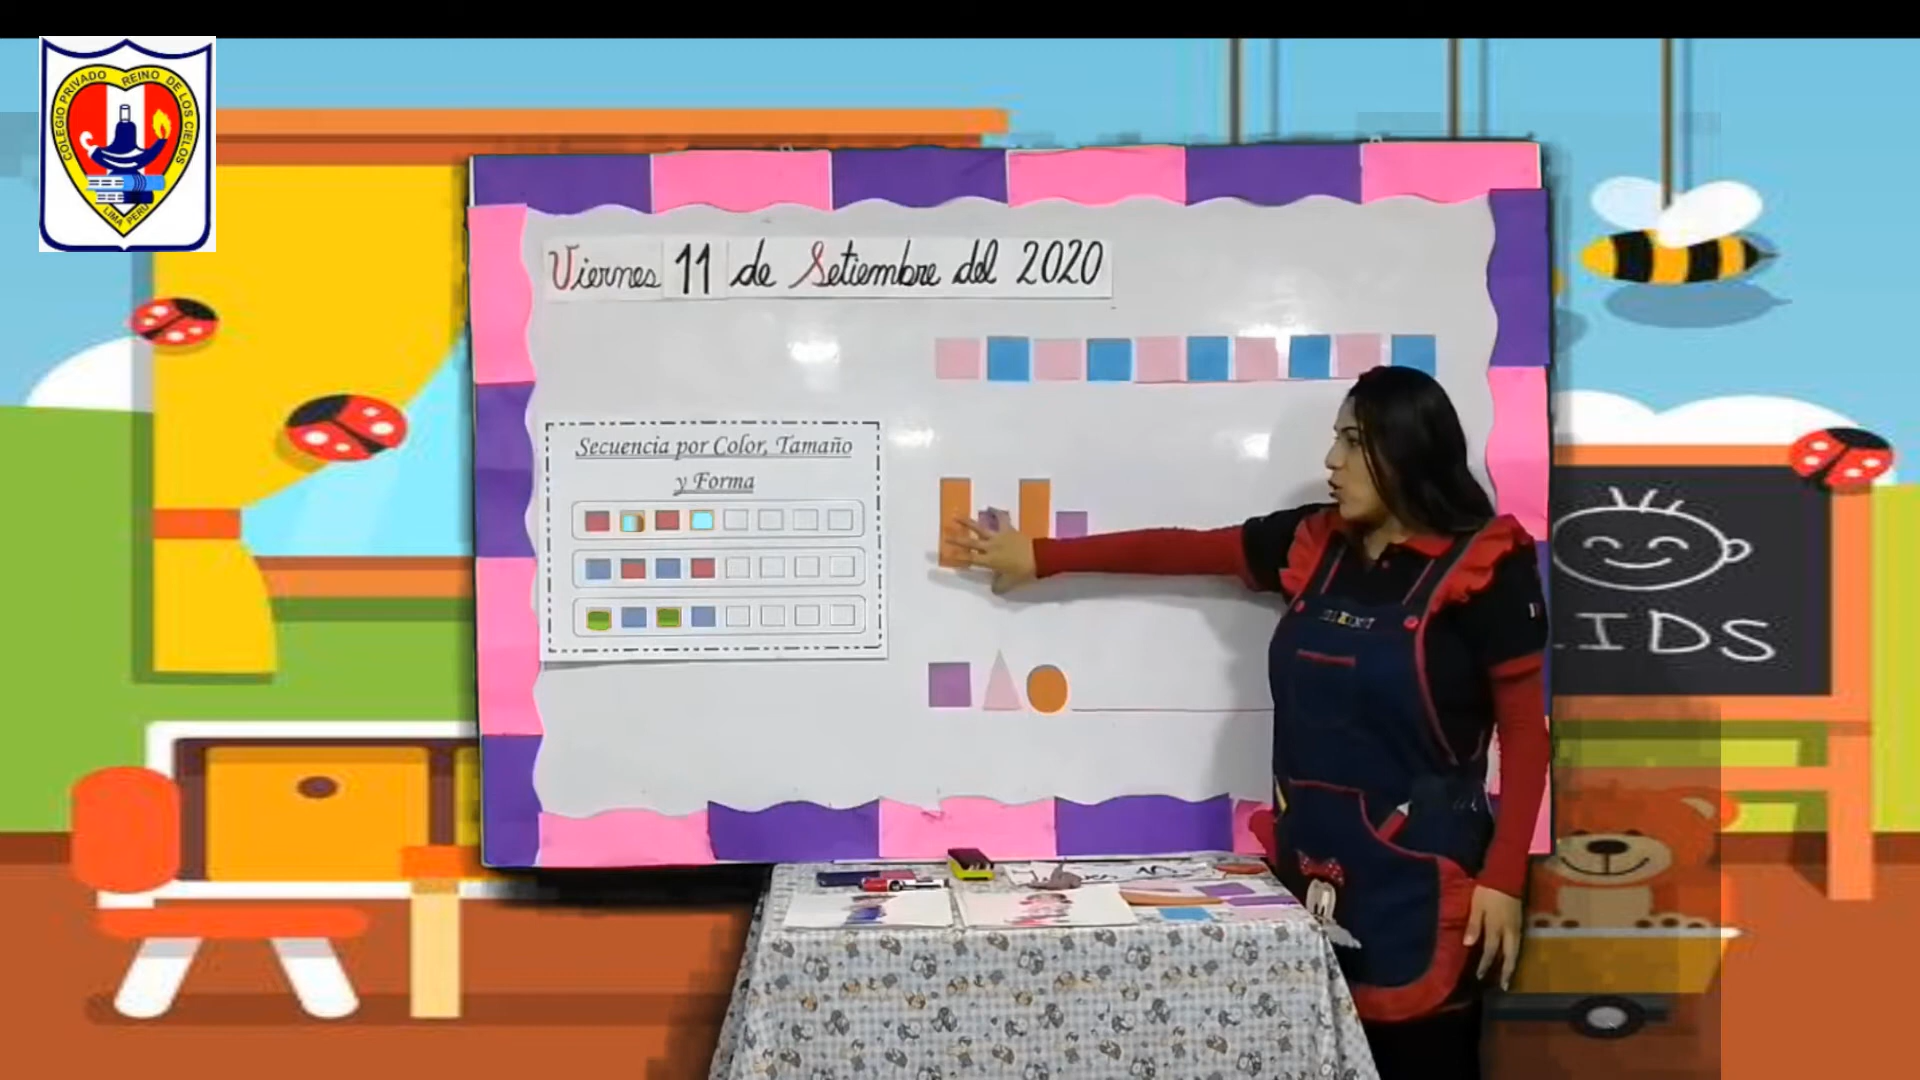 COLEGIO PRIVADO REINO DE LOS CIELOS
LIMA PERU
Viernes 11 de Setiembre del 2020
Secuencia por Color, Tamaño
y Forma
IDS